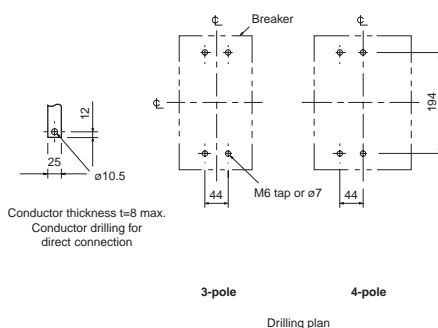 ℄
℄
Breaker
℄
12
25
ø10.5
194
44
M6 tap or ø7
44
Conductor thickness t=8 max.
Conductor drilling for
direct connection
3-pole
4-pole
Drilling plan